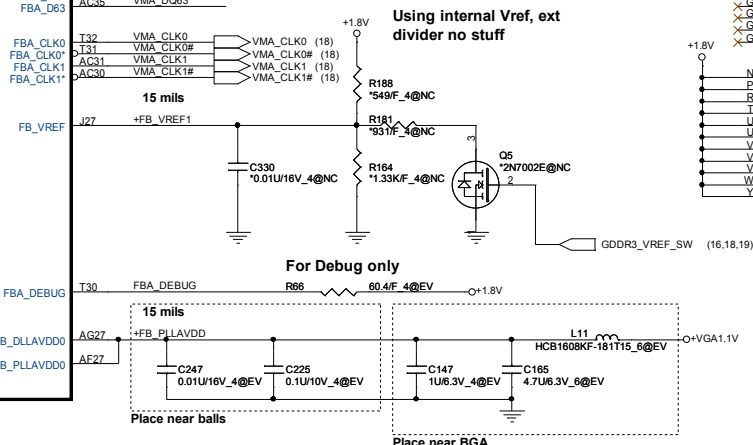 FBA_D63 AC35 VMA_DQ63
FBA_CLK0 T32 VMA_CLK0 VMA_CLK0 (18)
FBA_CLK0* T31 VMA_CLK0# VMA_CLK0# (18)
FBA_CLK1 AC31 VMA_CLK1 VMA_CLK1 (18)
FBA_CLK1* AC30 VMA_CLK1# VMA_CLK1# (18)
+1.8V
Using internal Vref, ext
divider no stuff
+1.8V
G
G
G
N
P
R
T
U
U
V
V
V
W
Y
R188
*549/F_4@NC
15 mils
FB_VREF J27 +FB_VREF1
R181
*931/F_4@NC
3
Q5
*2N7002E@NC
2
1
C330
*0.01U/16V_4@NC
R164
*1.33K/F_4@NC
GDDR3_VREF_SW (16,18,19)
For Debug only
FBA_DEBUG T30 FBA_DEBUG R66 60.4/F_4@EV +1.8V
15 mils
B_DLLAVDD0 AG27 +FB_PLLAVDD
B_PLLAVDD0 AF27
L11
HCB1608KF-181T15_6@EV
+VGA1.1V
C247
0.01U/16V_4@EV
C225
0.1U/10V_4@EV
C147
1U/6.3V_4@EV
C165
4.7U/6.3V_6@EV
Place near balls
Place near BGA